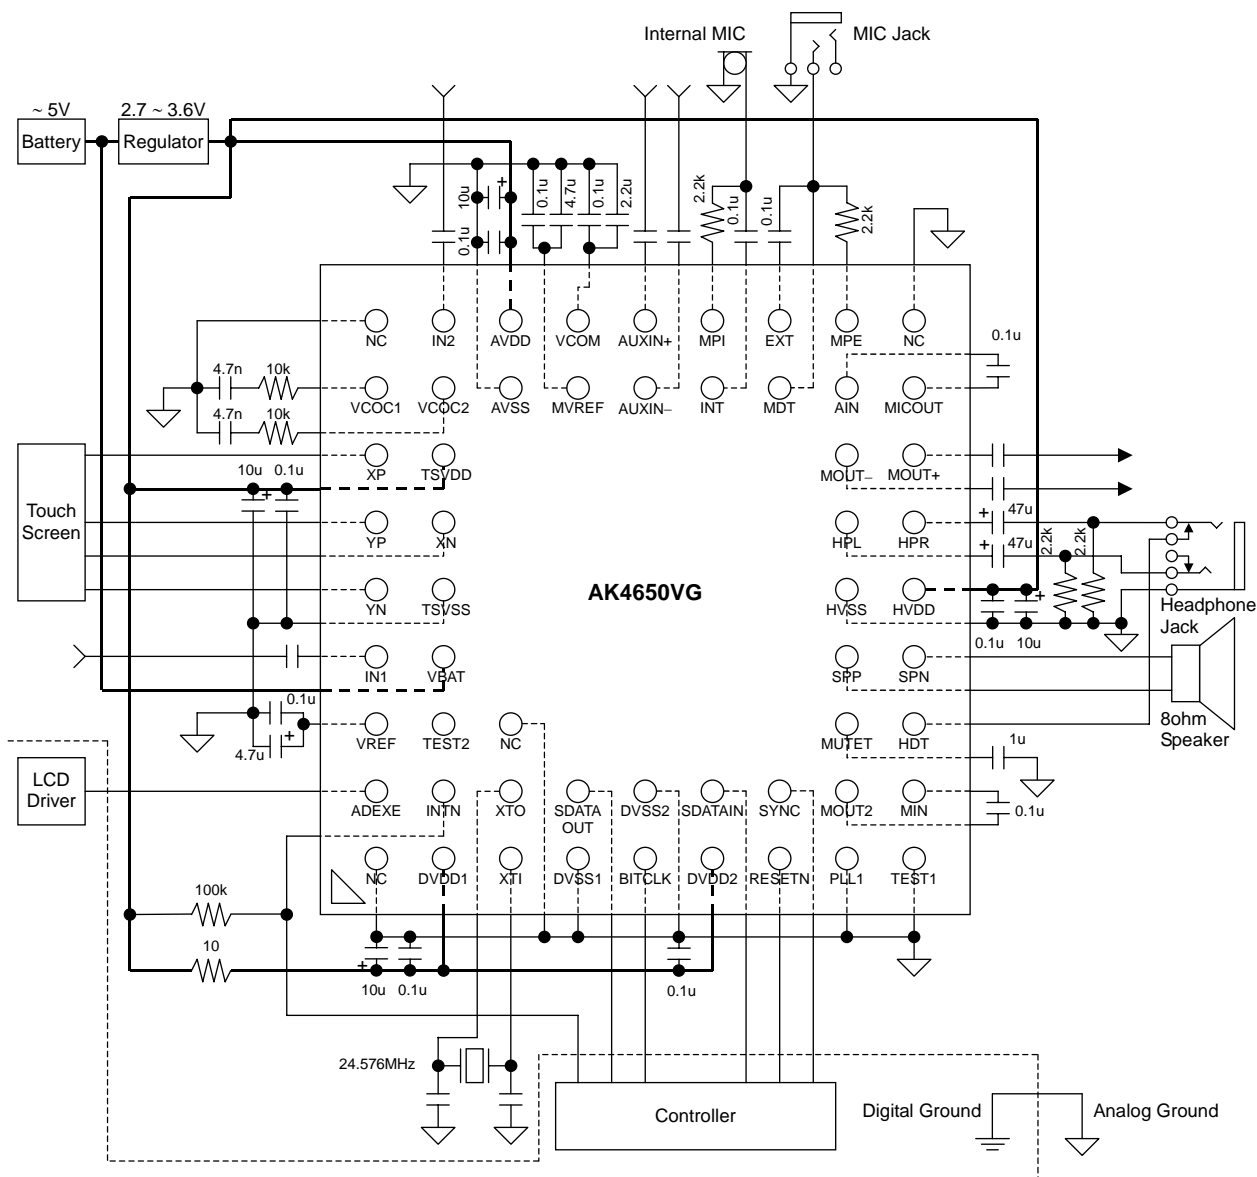 Internal MIC
MIC Jack
~ 5V
2.7 ~ 3.6V
Battery
Regulator
10u
0.1u
0.1u
4.7u
0.1u
2.2u
2.2k
0.1u
0.1u
2.2k
+
NC
IN2
AVDD
VCOM
AUXIN+
MPI
EXT
MPE
NC
0.1u
4.7n
10k
VCOC1
VCOC2
AVSS
MVREF
AUXIN−
INT
MDT
AIN
MICOUT
4.7n
10k
10u
0.1u
+
XP
TSVDD
MOUT−
MOUT+
Touch
Screen
YP
XN
HPL
HPR
+
47u
+
47u
2.2k
2.2k
YN
TSVSS
AK4650VG
HVSS
HVDD
+
0.1u
10u
Headphone
Jack
IN1
VBAT
SPP
SPN
0.1u
+
4.7u
VREF
TEST2
NC
MUTET
HDT
1u
8ohm
Speaker
LCD
Driver
ADEXE
INTN
XTO
SDATA
OUT
DVSS2
SDATAIN
SYNC
MOUT2
MIN
0.1u
NC
DVDD1
XTI
DVSS1
BITCLK
DVDD2
RESETN
PLL1
TEST1
100k
10
+
10u
0.1u
0.1u
24.576MHz
Controller
Digital Ground
Analog Ground